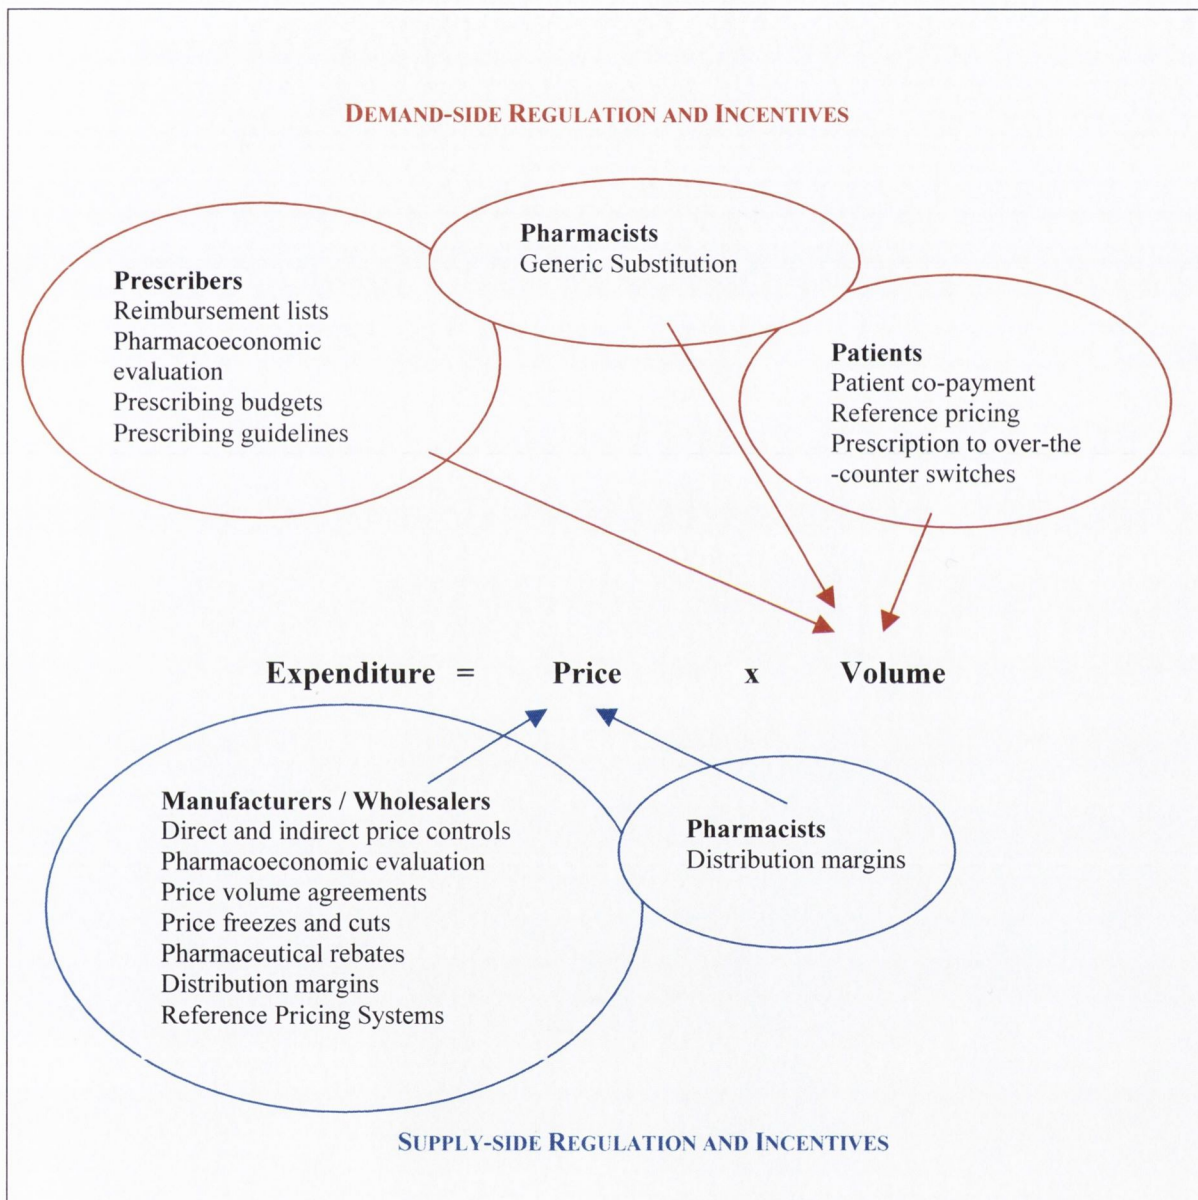 DEMAND-SIDE REGULATION AND INCENTIVES
Pharmacists
Generic Substitution
Prescribers
Reimbursement lists
Pharmacoeconomic
evaluation
Prescribing budgets
Prescribing guidelines
Patients
Patient co-payment
Reference pricing
Prescription to over-the
-counter switches
Expenditure = Price x Volume
Manufacturers / Wholesalers
Direct and indirect price controls
Pharmacoeconomic evaluation
Price volume agreements
Price freezes and cuts
Pharmaceutical rebates
Distribution margins
Reference Pricing Systems
Pharmacists
Distribution margins
SUPPLY-SIDE REGULATION AND INCENTIVES